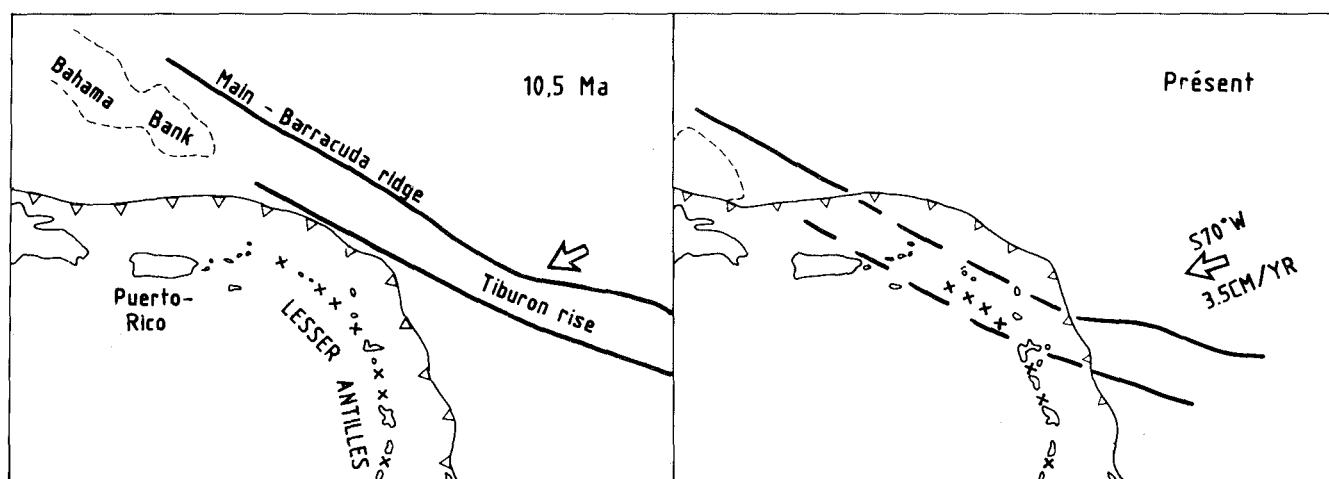 Bahama
Bank
Main - Barracuda ridge
10,5 Ma
Tiburon rise
Puerto-
Rico
LESSER
ANTILLES
Présent
S70°W
3.5CM/YR